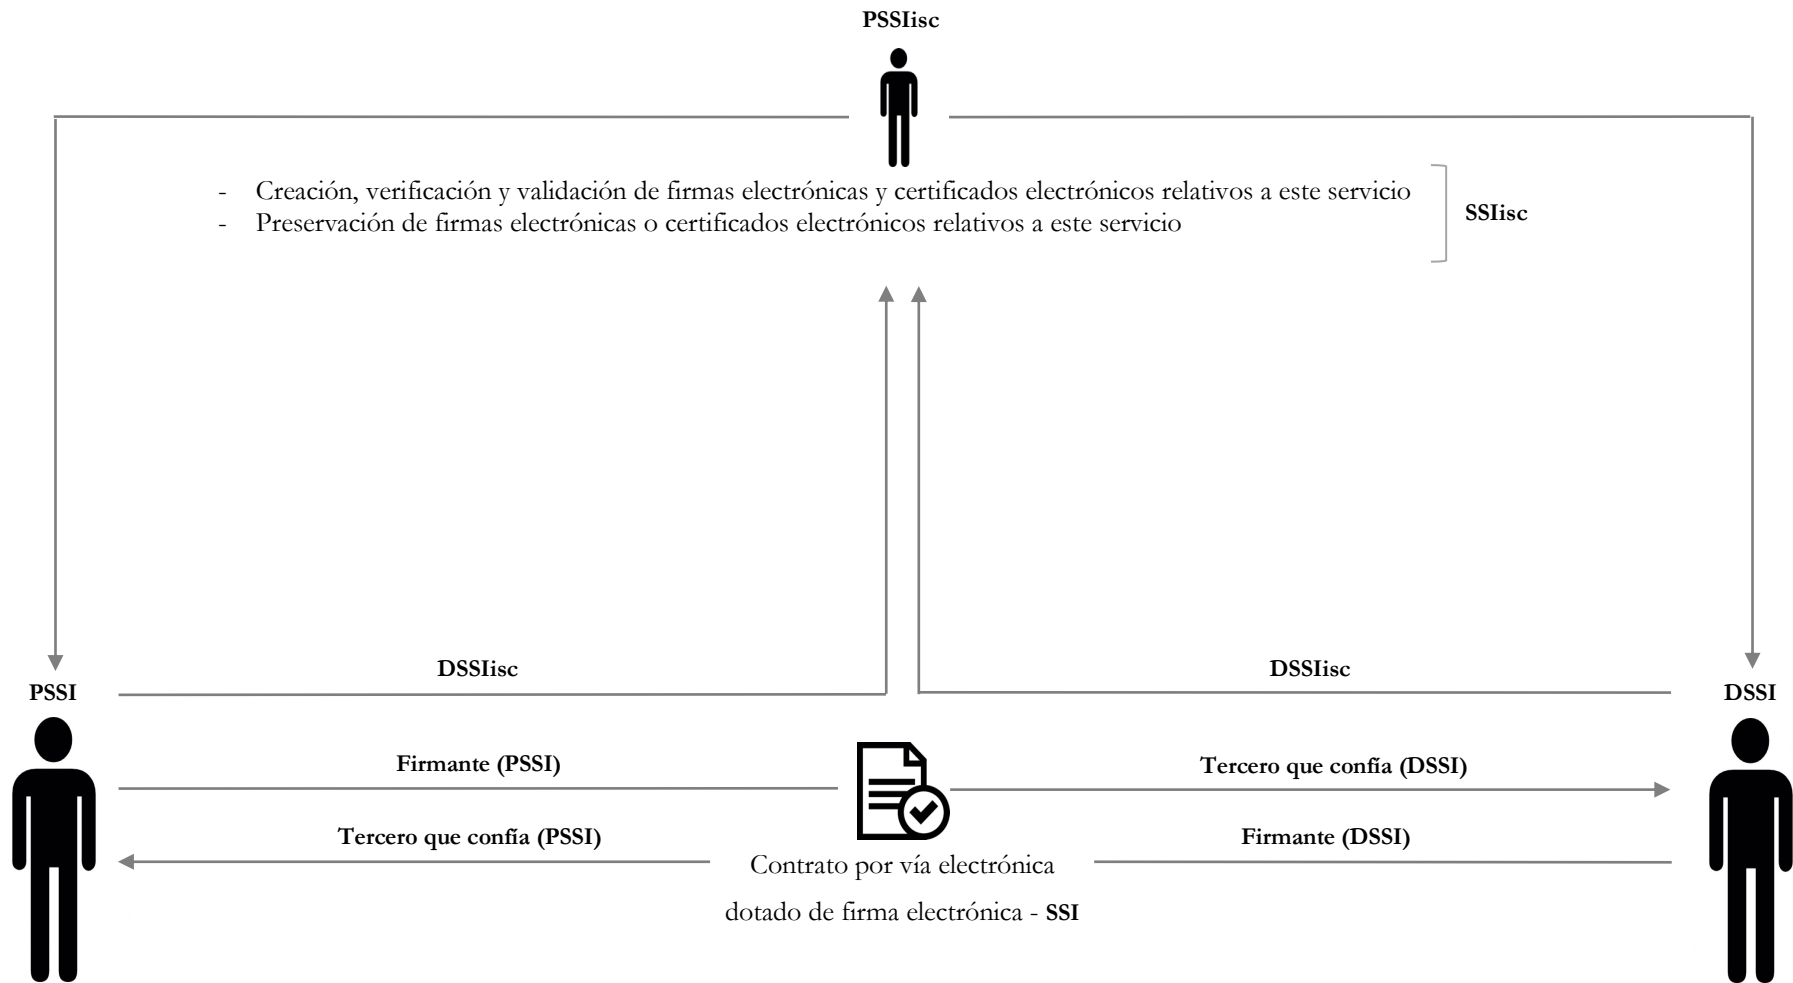 PSSIisc
- Creación, verificación y validación de firmas electrónicas y certificados electrónicos relativos a este servicio
- Preservación de firmas electrónicas o certificados electrónicos relativos a este servicio
SSIisc
DSSIisc
DSSIisc
PSSI
DSSI
Firmante (PSSI)
Tercero que confía (DSSI)
Tercero que confía (PSSI)
Firmante (DSSI)
Contrato por vía electrónica
dotado de firma electrónica - SSI